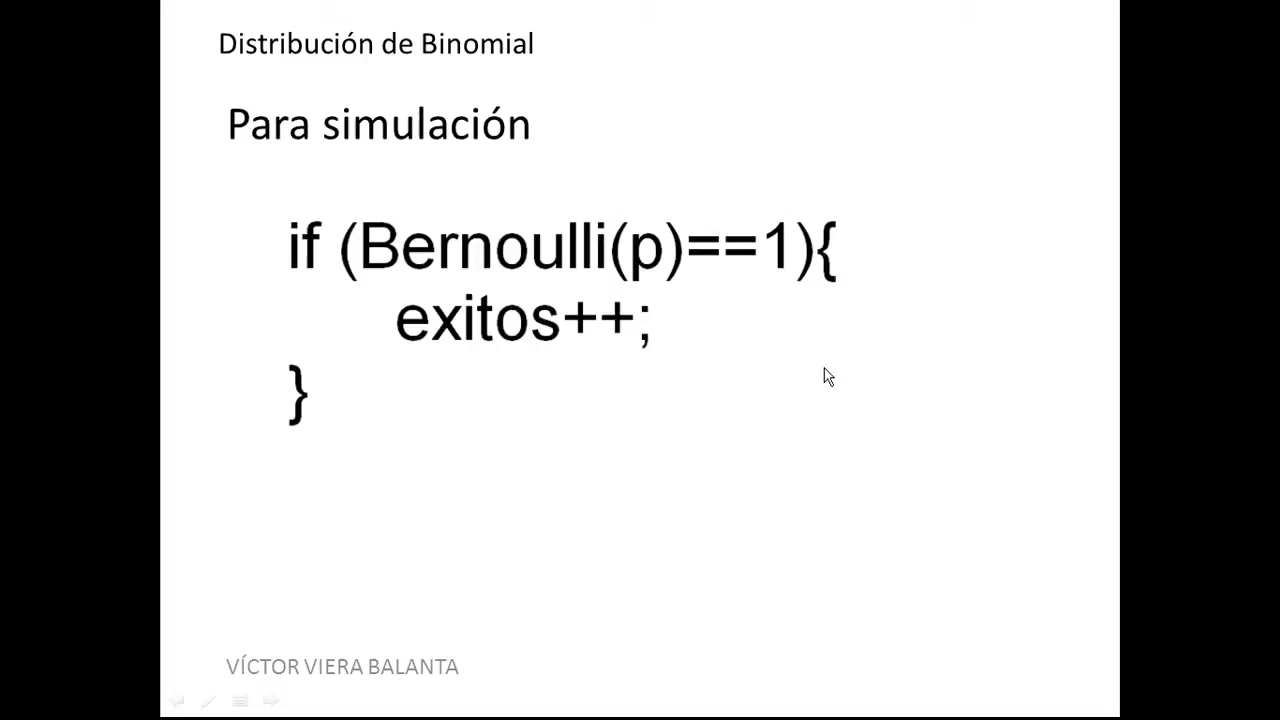 Distribución de Binomial
Para simulación
if (Bernoulli(p)==1){
exitos++;
}
VÍCTOR VIERA BALANTA